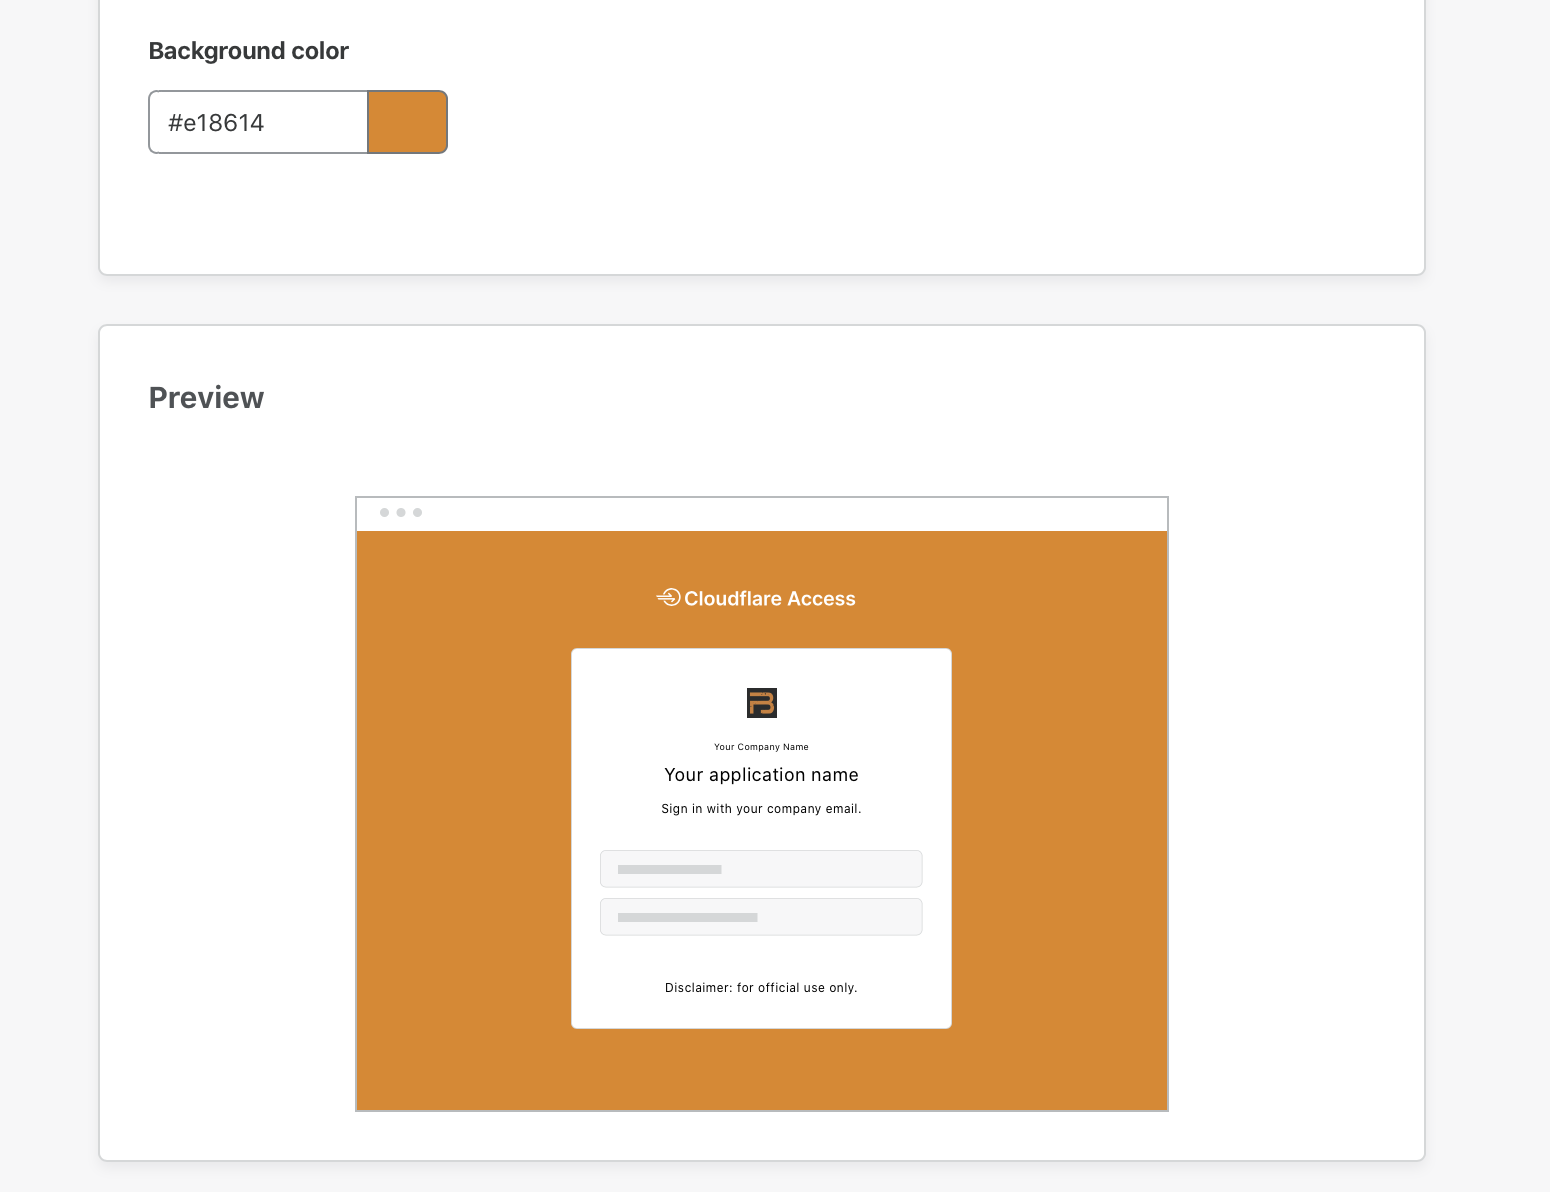 Background color
#e18614
Preview
Cloudflare Access
Your Company Name
Your application name
Sign in with your company email.
Disclaimer: for official use only.